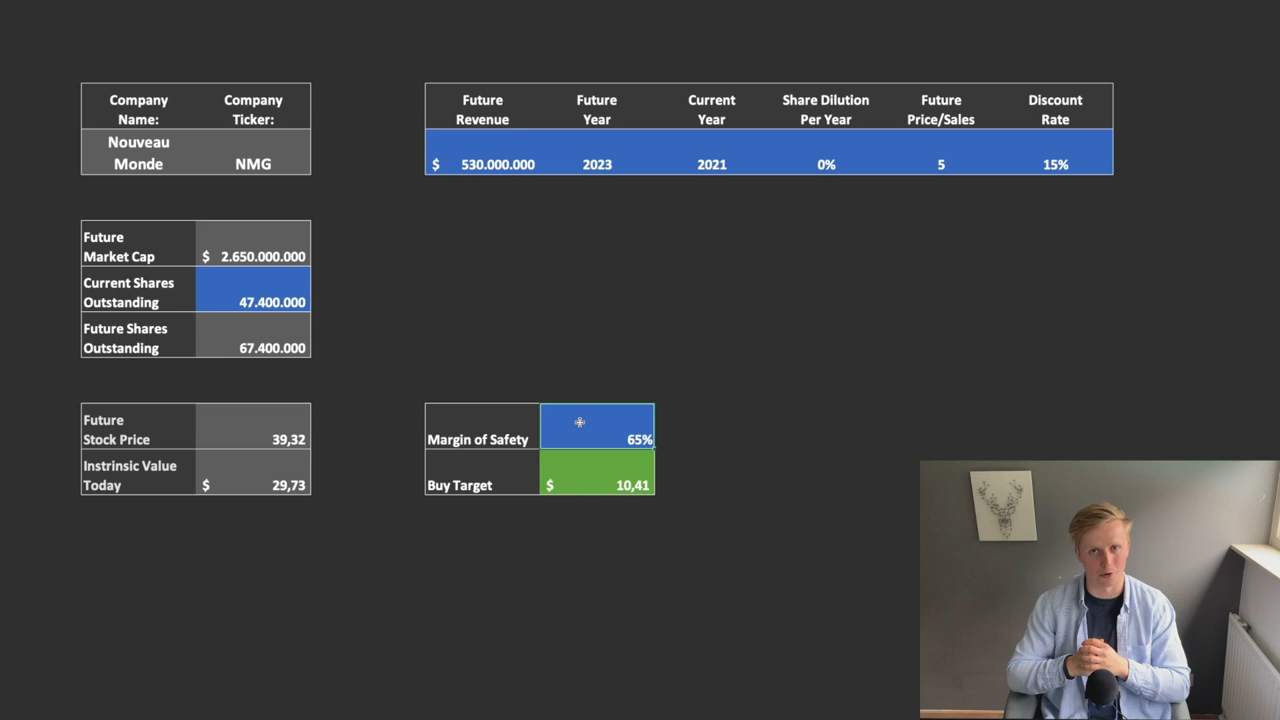 Company Company
Name: Ticker:
Nouveau
Monde NMG
Future Future Current Share Dilution Future Discount
Revenue Year Year Per Year Price/Sales Rate
$ 530.000.000 2023 2021 0% 5 15%
Future
Market Cap $ 2.650.000.000
Current Shares
Outstanding 47.400.000
Future Shares
Outstanding 67.400.000
Future
Stock Price 39,32
Instrinsic Value
Today $ 29,73
Margin of Safety 65%
Buy Target $ 10,41